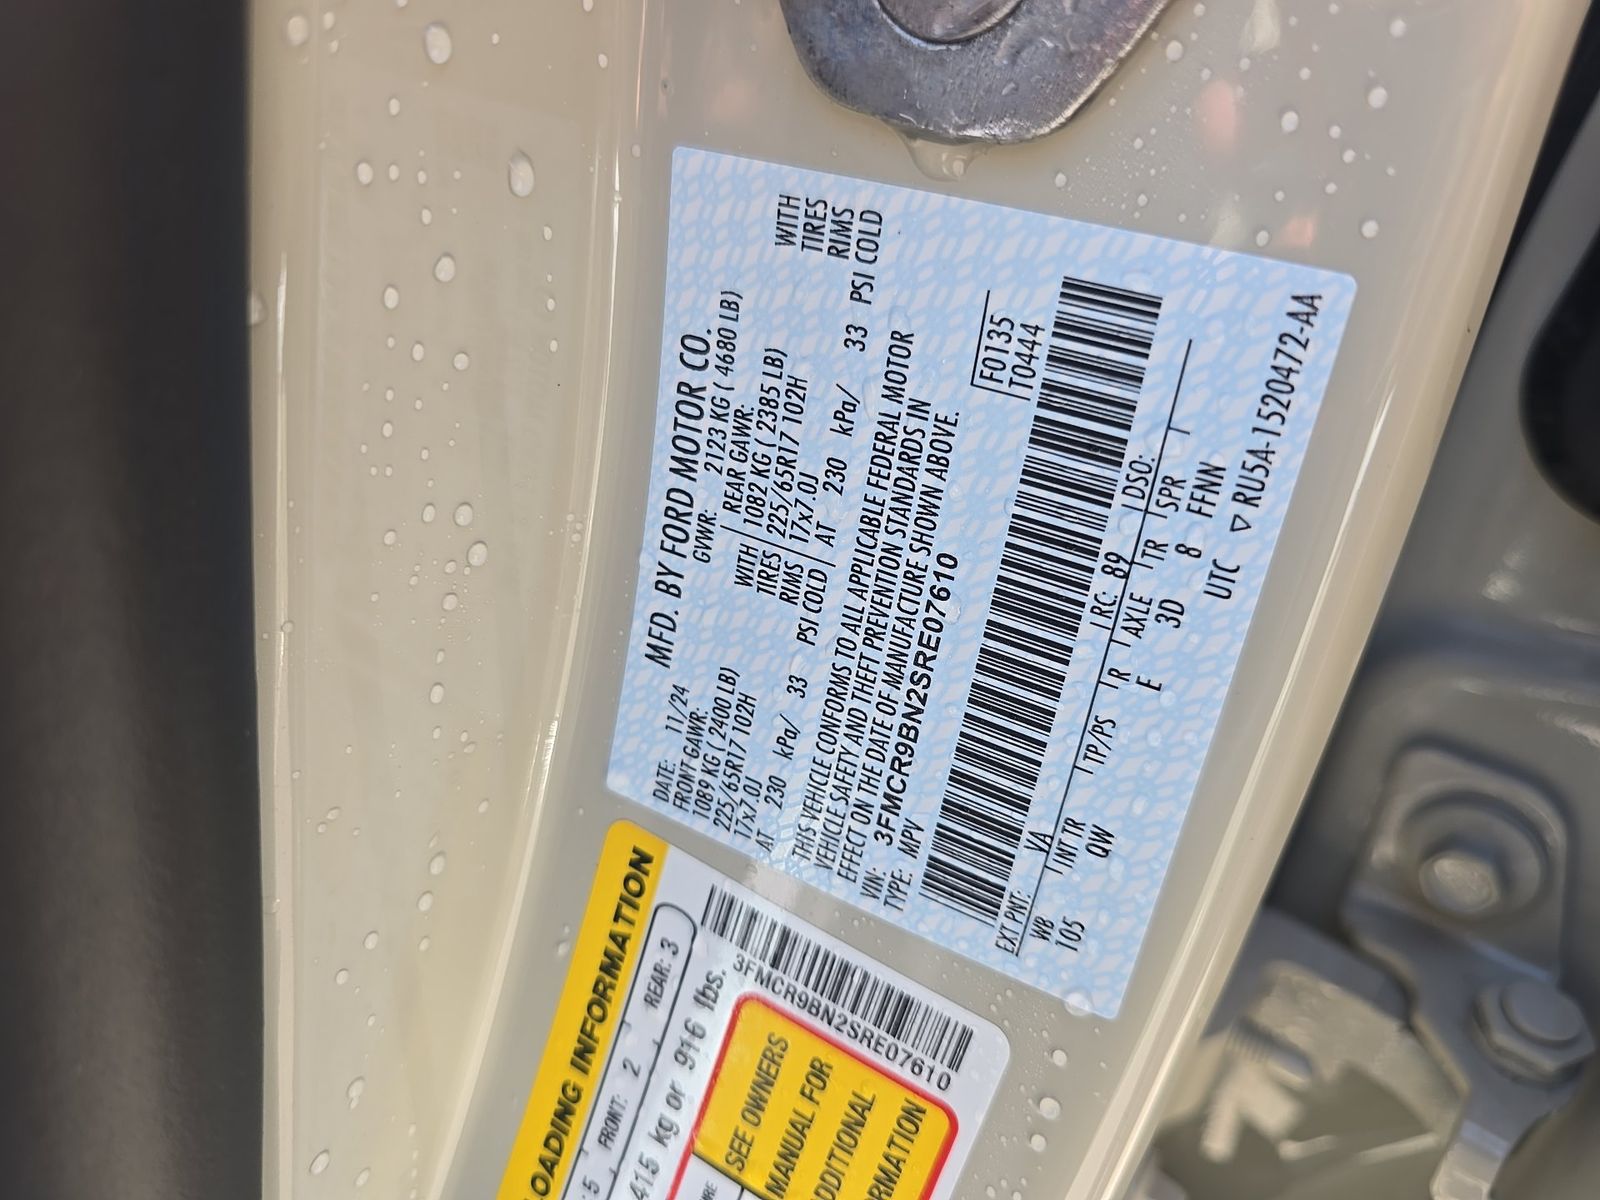 MFD. BY FORD MOTOR CO.
DATE: 11/24 GVWR: 2123 KG ( 4680 LB)
FRONT GAWR: WITH REAR GAWR: WITH
1089 KG ( 2400 LB) TIRES 1082 KG ( 2385 LB) TIRES
225/65R17 102H RIMS 225/65R17 102H RIMS
17x7.0J PSI COLD 17x7.0J PSI COLD
AT 230 kPa/ 33 AT 230 kPa/ 33
THIS VEHICLE CONFORMS TO ALL APPLICABLE FEDERAL MOTOR
VEHICLE SAFETY AND THEFT PREVENTION STANDARDS IN
EFFECT ON THE DATE OF MANUFACTURE SHOWN ABOVE.
VIN: 3FMCR9BN2SRE07610
TYPE: MPV
F0135
T0444
EXT PNT: YA RC: 89 DSO:
WB INT TR TP/PS R AXLE TR SPR
105 QW E 3D 8 FFNN
UTC ▽ RU5A-1520472-AA
LOADING INFORMATION
5 FRONT: 2 REAR: 3
415 kg or 916 lbs.
3FMCR9BN2SRE07610
SEE OWNERS
MANUAL FOR
ADDITIONAL